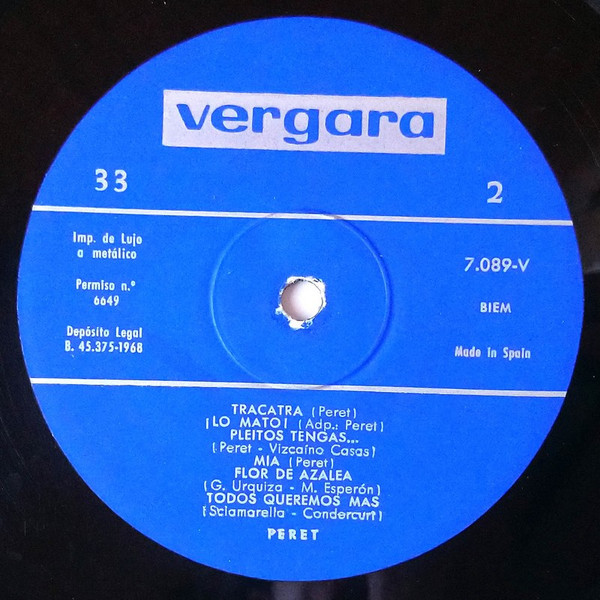 vergara
33
2
Imp. de Lujo
a metálico
Permiso n.º
6649
Depósito Legal
B. 45.375-1968
7.089-V
BIEM
Made in Spain
TRACATRA (Peret)
¡LO MATO! (Adp.: Peret)
PLEITOS TENGAS...
(Peret - Vizcaíno Casas)
MIA (Peret)
FLOR DE AZALEA
(G. Urquiza - M. Esperón)
TODOS QUEREMOS MAS
(Sciamarella - Condercuri)
PERET